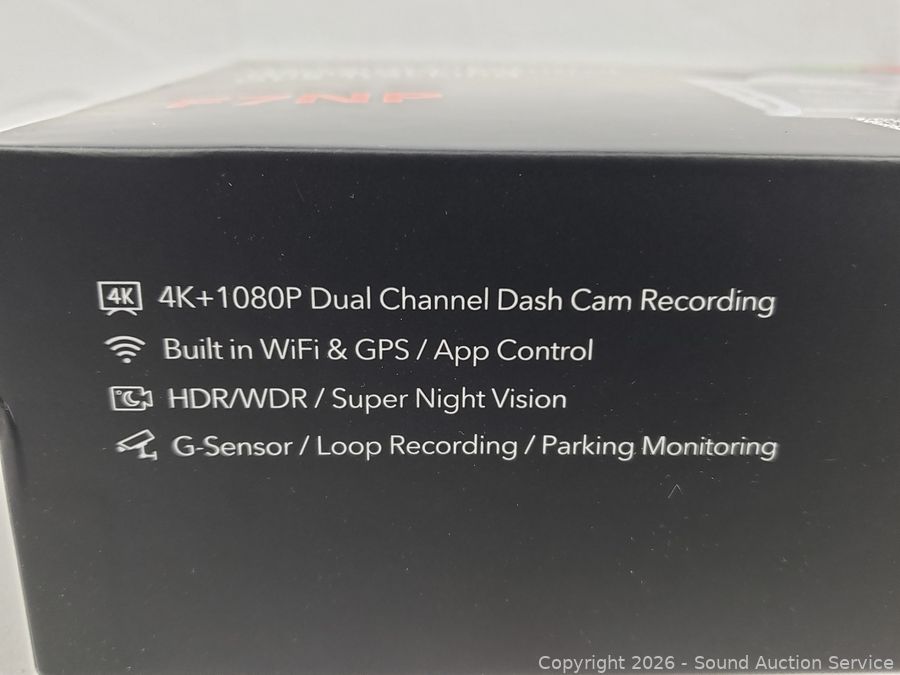 F7NP
4K 4K+1080P Dual Channel Dash Cam Recording
Built in WiFi & GPS / App Control
HDR/WDR / Super Night Vision
G-Sensor / Loop Recording / Parking Monitoring
Copyright 2026 - Sound Auction Service